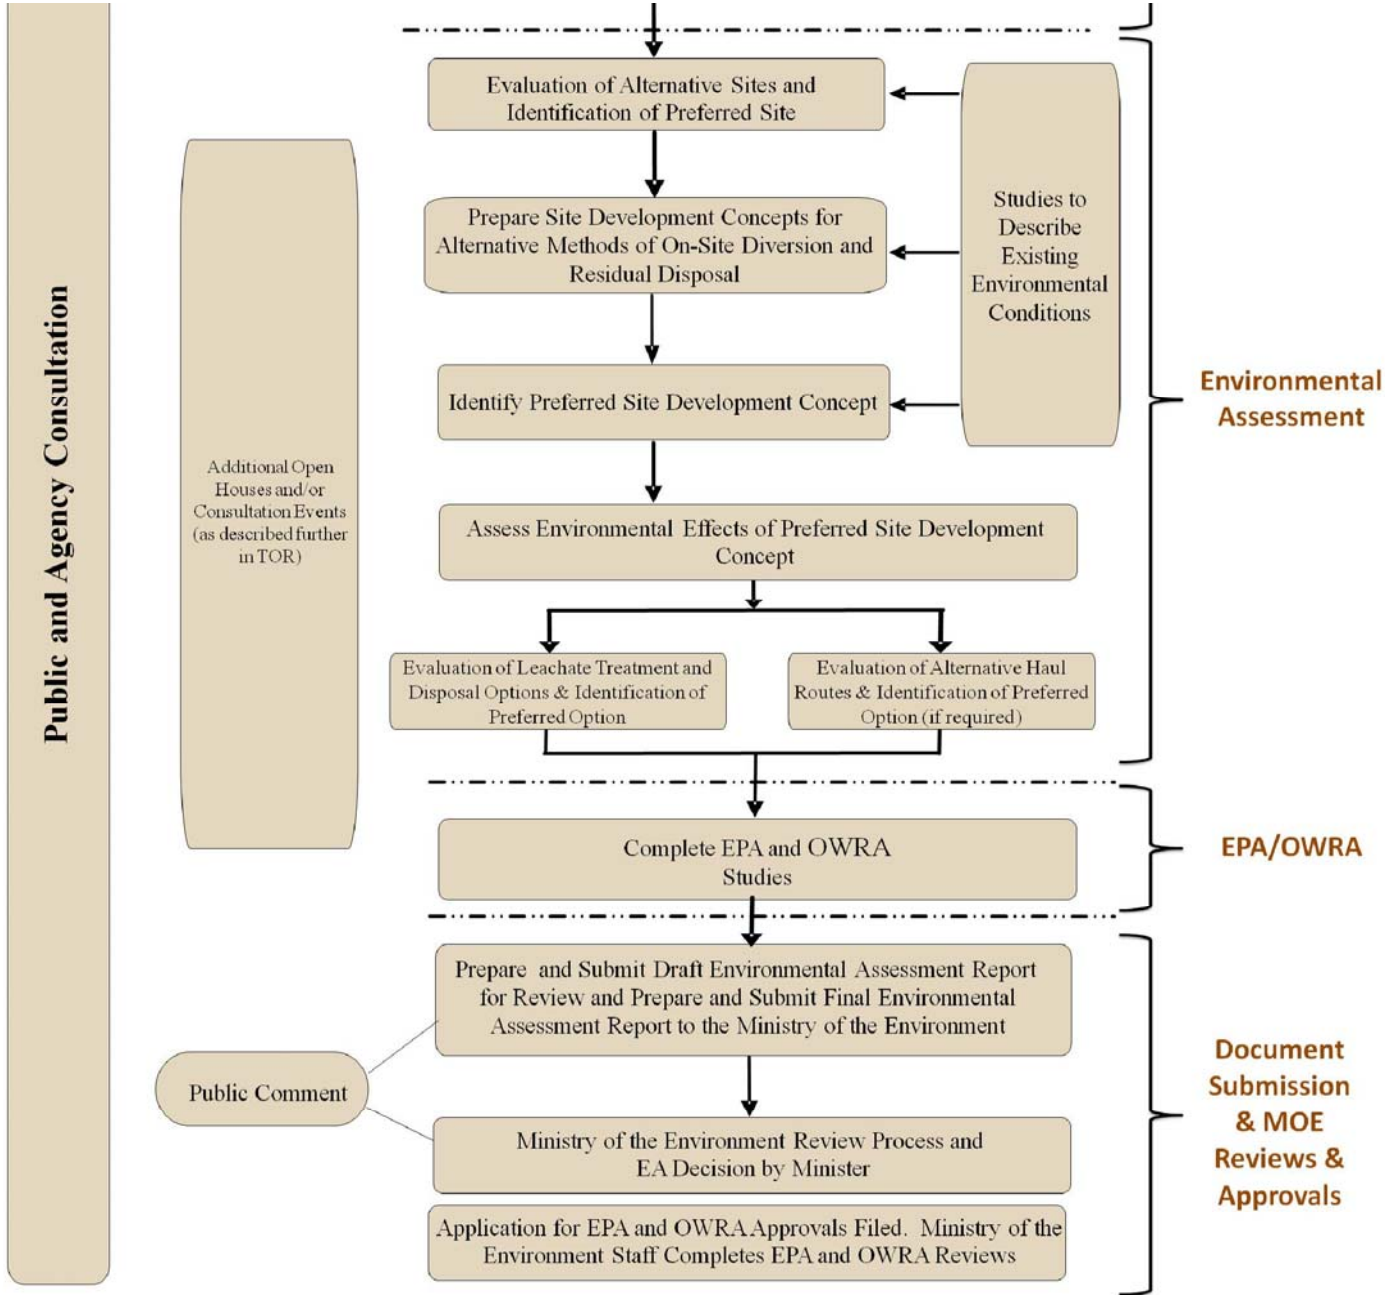 Public and Agency Consultation
Additional Open
Houses and/or
Consultation Events
(as described further
in TOR)
Evaluation of Alternative Sites and
Identification of Preferred Site
Prepare Site Development Concepts for
Alternative Methods of On-Site Diversion and
Residual Disposal
Identify Preferred Site Development Concept
Studies to
Describe
Existing
Environmental
Conditions
Assess Environmental Effects of Preferred Site Development
Concept
Evaluation of Leachate Treatment and
Disposal Options & Identification of
Preferred Option
Evaluation of Alternative Haul
Routes & Identification of Preferred
Option (if required)
Environmental
Assessment
Complete EPA and OWRA
Studies
EPA/OWRA
Prepare and Submit Draft Environmental Assessment Report
for Review and Prepare and Submit Final Environmental
Assessment Report to the Ministry of the Environment
Public Comment
Ministry of the Environment Review Process and
EA Decision by Minister
Application for EPA and OWRA Approvals Filed. Ministry of the
Environment Staff Completes EPA and OWRA Reviews
Document
Submission
& MOE
Reviews &
Approvals